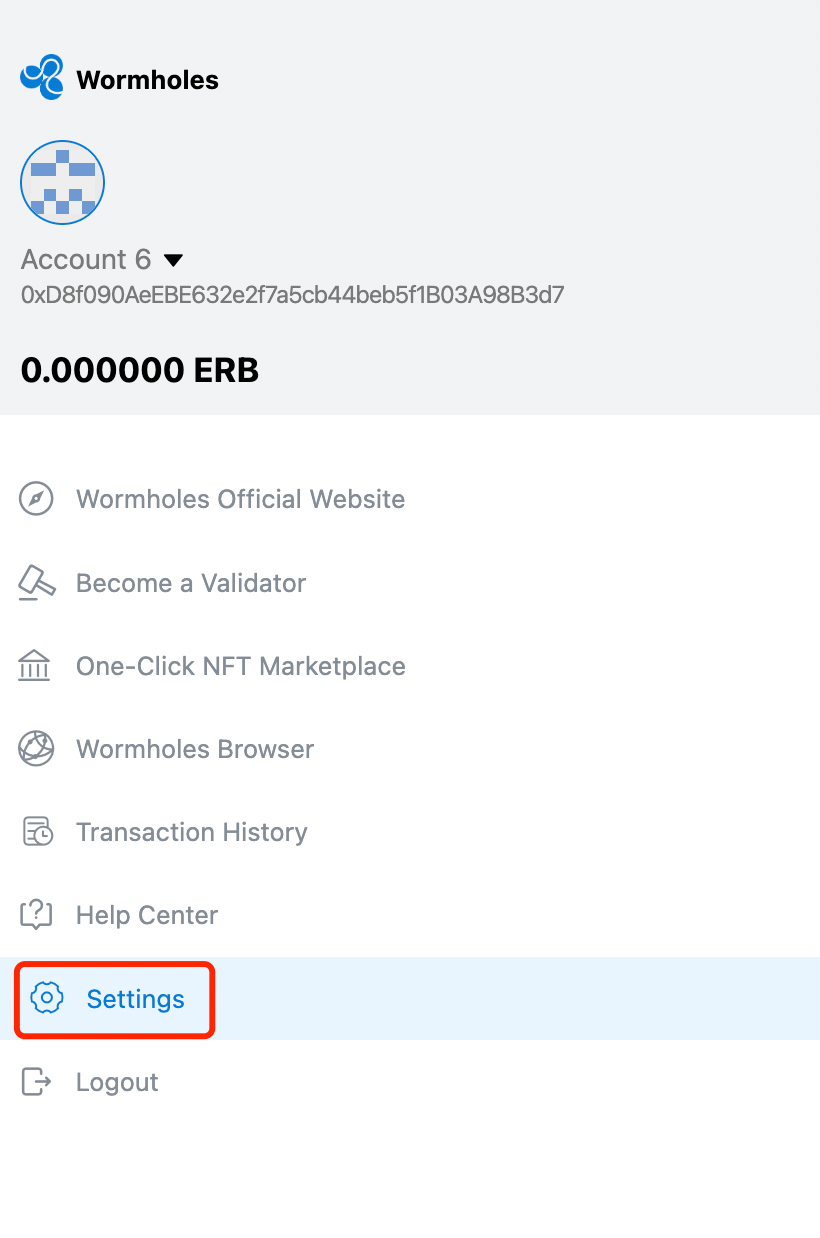 Wormholes
Account 6
0xD8f090AeEBE632e2f7a5cb44beb5f1B03A98B3d7
0.000000 ERB
Wormholes Official Website
Become a Validator
One-Click NFT Marketplace
Wormholes Browser
Transaction History
Help Center
Settings
Logout